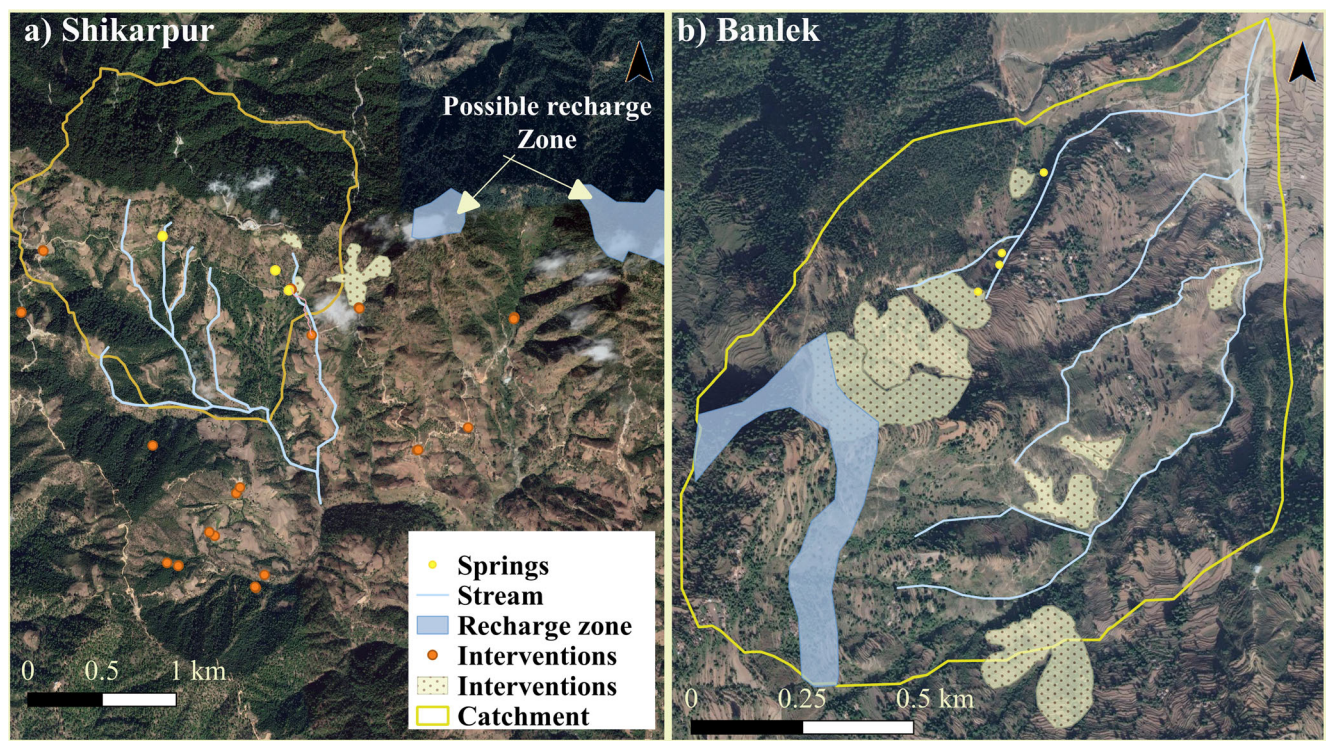 a) Shikarpur
Possible recharge
Zone
0 0.5 1 km
Springs
Stream
Recharge zone
Interventions
Interventions
Catchment
b) Banlek
0 0.25 0.5 km